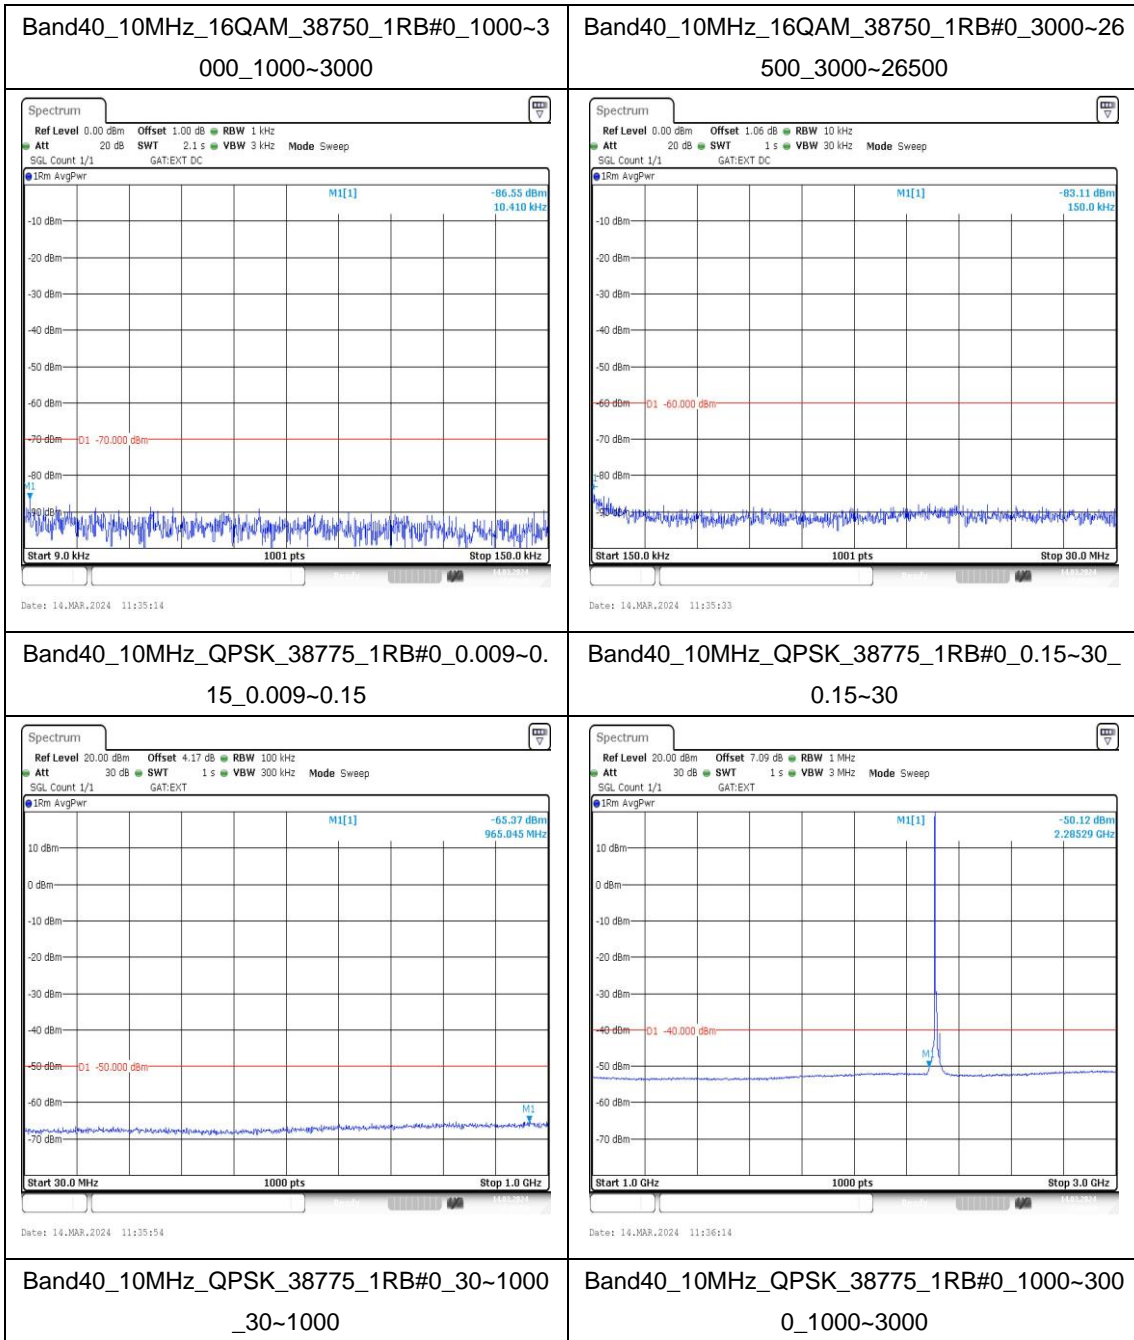 Band40_10MHz_16QAM_38750_1RB#0_1000~3
000_1000~3000
Band40_10MHz_16QAM_38750_1RB#0_3000~26
500_3000~26500
Spectrum
Ref Level 0.00 dBm Offset 1.00 dB RBW 1 kHz
Att 20 dB SWT 2.1 s VBW 3 kHz Mode Sweep
SGL Count 1/1 GAT:EXT DC
1Rm AvgPwr
M1[1] -86.55 dBm
10.410 kHz
-10 dBm
-20 dBm
-30 dBm
-40 dBm
-50 dBm
-60 dBm
-70 dBm D1 -70.000 dBm
-80 dBm
M1
-90 dBm
Start 9.0 kHz 1001 pts Stop 150.0 kHz
Date: 14.MAR.2024 11:35:14
Spectrum
Ref Level 0.00 dBm Offset 1.06 dB RBW 10 kHz
Att 20 dB SWT 1 s VBW 30 kHz Mode Sweep
SGL Count 1/1 GAT:EXT DC
1Rm AvgPwr
M1[1] -83.11 dBm
150.0 kHz
-10 dBm
-20 dBm
-30 dBm
-40 dBm
-50 dBm
-60 dBm D1 -60.000 dBm
-80 dBm
-90 dBm
Start 150.0 kHz 1001 pts Stop 30.0 MHz
Date: 14.MAR.2024 11:35:33
Band40_10MHz_QPSK_38775_1RB#0_0.009~0.
15_0.009~0.15
Band40_10MHz_QPSK_38775_1RB#0_0.15~30_
0.15~30
Spectrum
Ref Level 20.00 dBm Offset 4.17 dB RBW 100 kHz
Att 30 dB SWT 1 s VBW 300 kHz Mode Sweep
SGL Count 1/1 GAT:EXT
1Rm AvgPwr
M1[1] -65.37 dBm
965.045 MHz
10 dBm
0 dBm
-10 dBm
-20 dBm
-30 dBm
-40 dBm
-50 dBm D1 -50.000 dBm
-60 dBm
M1
-70 dBm
Start 30.0 MHz 1000 pts Stop 1.0 GHz
Date: 14.MAR.2024 11:35:54
Spectrum
Ref Level 20.00 dBm Offset 7.09 dB RBW 1 MHz
Att 30 dB SWT 1 s VBW 3 MHz Mode Sweep
SGL Count 1/1 GAT:EXT
1Rm AvgPwr
M1[1] -50.12 dBm
2.28529 GHz
10 dBm
0 dBm
-10 dBm
-20 dBm
-30 dBm
-40 dBm D1 -40.000 dBm
M1
-50 dBm
-60 dBm
-70 dBm
Start 1.0 GHz 1000 pts Stop 3.0 GHz
Date: 14.MAR.2024 11:36:14
Band40_10MHz_QPSK_38775_1RB#0_30~1000
_30~1000
Band40_10MHz_QPSK_38775_1RB#0_1000~300
0_1000~3000